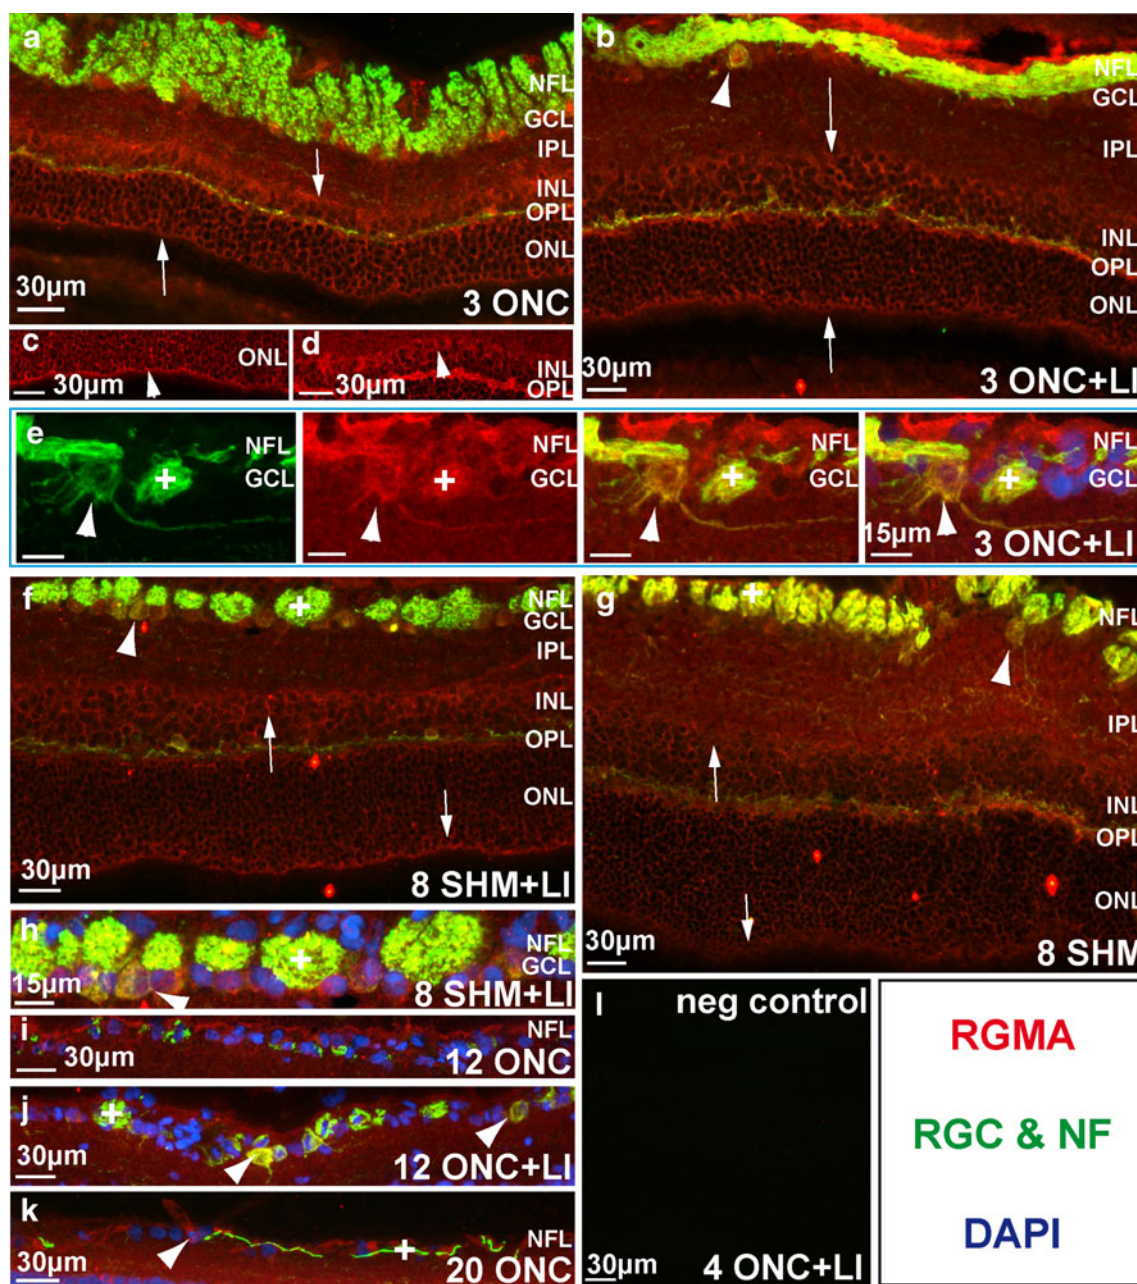 a
NFL
GCL
IPL
INL
OPL
ONL
30µm
3 ONC
b
NFL
GCL
IPL
INL
OPL
ONL
30µm
3 ONC+LI
c
ONL
30µm
d
INL
OPL
30µm
e
NFL
GCL
NFL
GCL
NFL
GCL
NFL
GCL
15µm
3 ONC+LI
f
NFL
GCL
IPL
INL
OPL
ONL
30µm
8 SHM+LI
g
NFL
IPL
INL
OPL
ONL
30µm
8 SHM
h
NFL
GCL
15µm
8 SHM+LI
i
NFL
30µm
12 ONC
j
30µm
12 ONC+LI
k
NFL
30µm
20 ONC
l
neg control
30µm
4 ONC+LI
RGMA
RGC & NF
DAPI